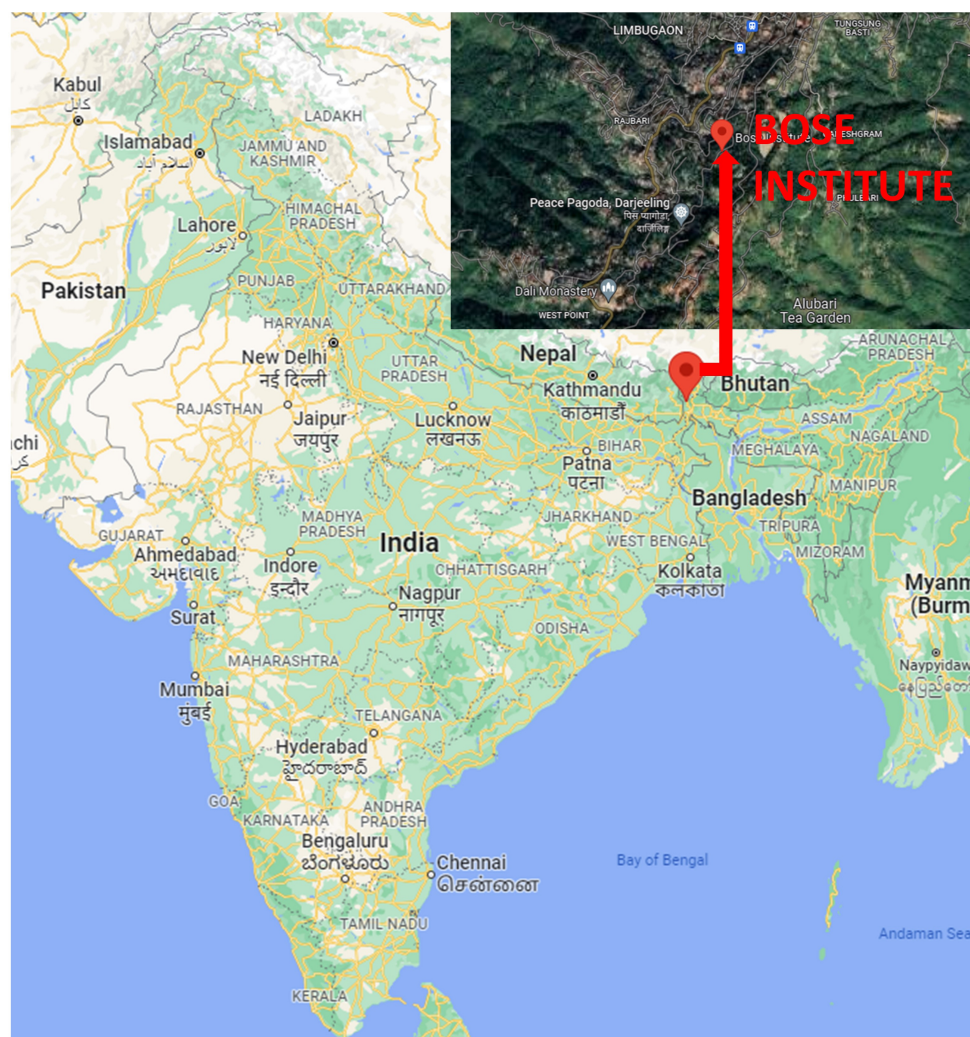 LIMBUGAON
TUNGSUNG
BASTI
RAJBARI
BOSE
INSTITUTE
Peace Pagoda, Darjeeling
पिस प्यागोडा,
दार्जिलिङ्ग
Dali Monastery
WEST POINT
Alubari
Tea Garden
Kabul
کابل
Islamabad
اسلام آباد
LADAKH
JAMMU AND
KASHMIR
HIMACHAL
PRADESH
Lahore
لاہور
Pakistan
PUNJAB
UTTARAKHAND
HARYANA
New Delhi
नई दिल्ली
UTTAR
PRADESH
Nepal
Kathmandu
काठमाडौँ
Bhutan
ARUNACHAL
PRADESH
RAJASTHAN
Jaipur
जयपुर
Lucknow
लखनऊ
ASSAM
NAGALAND
BIHAR
MEGHALAYA
Patna
पटना
MANIPUR
Bangladesh
JHARKHAND
TRIPURA
GUJARAT
MADHYA
PRADESH
India
WEST BENGAL
MIZORAM
Ahmedabad
અમદાવાદ
Indore
इन्दौर
CHHATTISGARH
Kolkata
কলকাতা
Nagpur
नागपूर
Myanm
(Burm
Surat
ODISHA
MAHARASHTRA
Naypyidaw
Mumbai
मुंबई
TELANGANA
Hyderabad
హైదరాబాద్
GOA
KARNATAKA
ANDHRA
PRADESH
Bengaluru
ಬೆಂಗಳೂರು
Chennai
சென்னை
Bay of Bengal
TAMIL NADU
Andaman Sea
KERALA